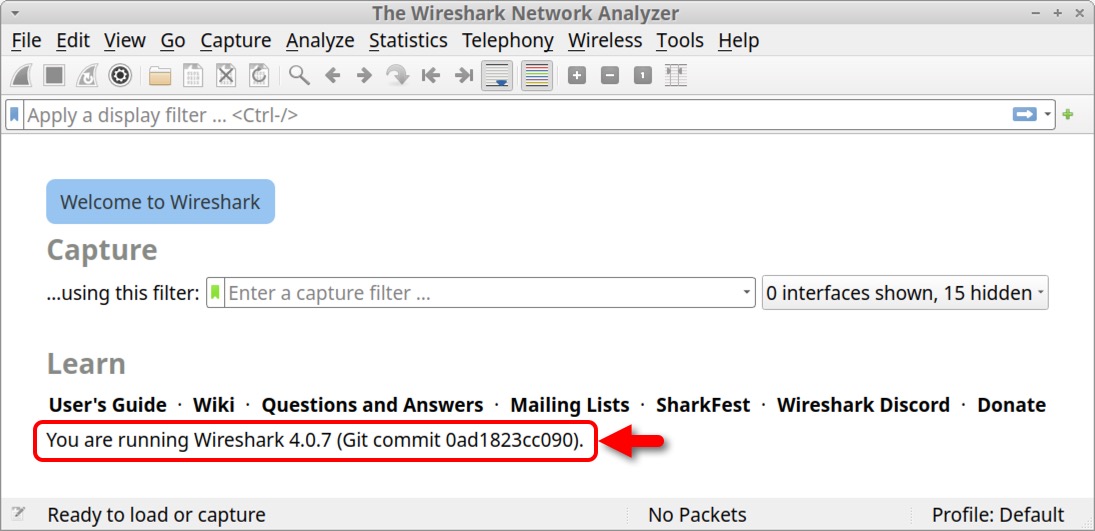 The Wireshark Network Analyzer
File Edit View Go Capture Analyze Statistics Telephony Wireless Tools Help
1
Apply a display filter ... <Ctrl-/>
Welcome to Wireshark
Capture
...using this filter: Enter a capture filter ... 0 interfaces shown, 15 hidden
Learn
User's Guide · Wiki · Questions and Answers · Mailing Lists · SharkFest · Wireshark Discord · Donate
You are running Wireshark 4.0.7 (Git commit 0ad1823cc090).
Ready to load or capture No Packets Profile: Default